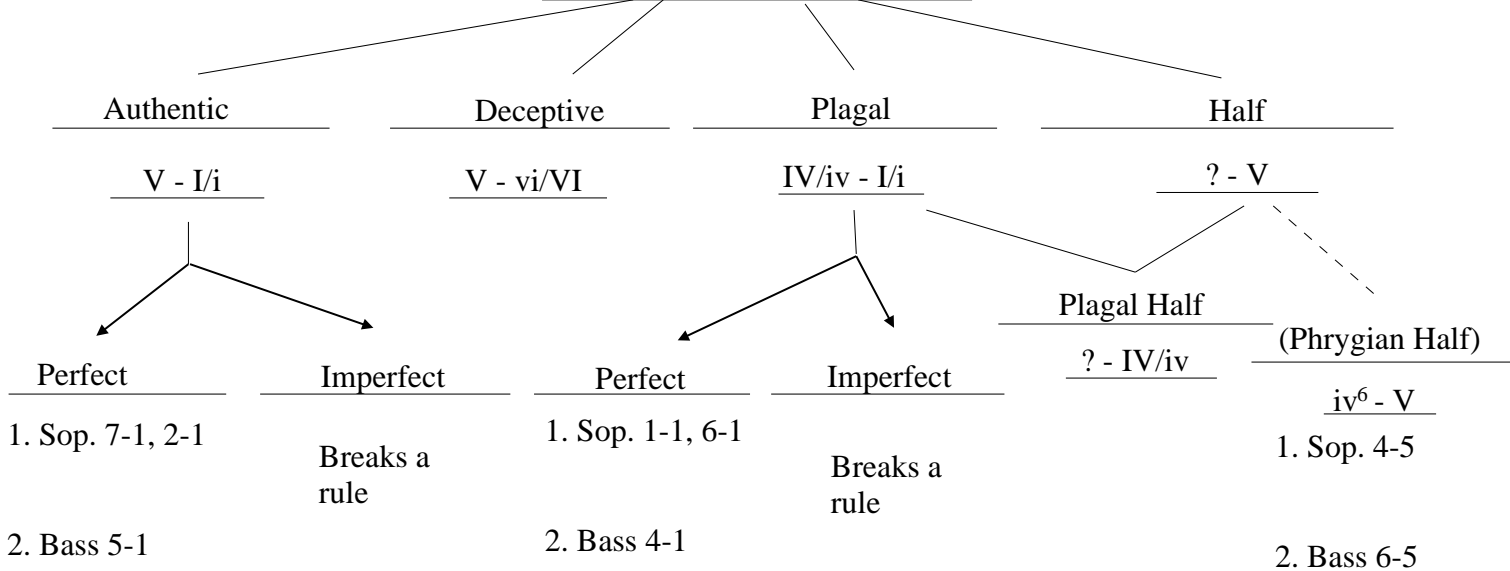 Authentic
Deceptive
Plagal
Half
V - I/i
V - vi/VI
IV/iv - I/i
? - V
Plagal Half
(Phrygian Half)
? - IV/iv
iv⁶ - V
Perfect
Imperfect
Perfect
Imperfect
1. Sop. 7-1, 2-1
Breaks a
rule
1. Sop. 1-1, 6-1
Breaks a
rule
1. Sop. 4-5
2. Bass 5-1
2. Bass 4-1
2. Bass 6-5